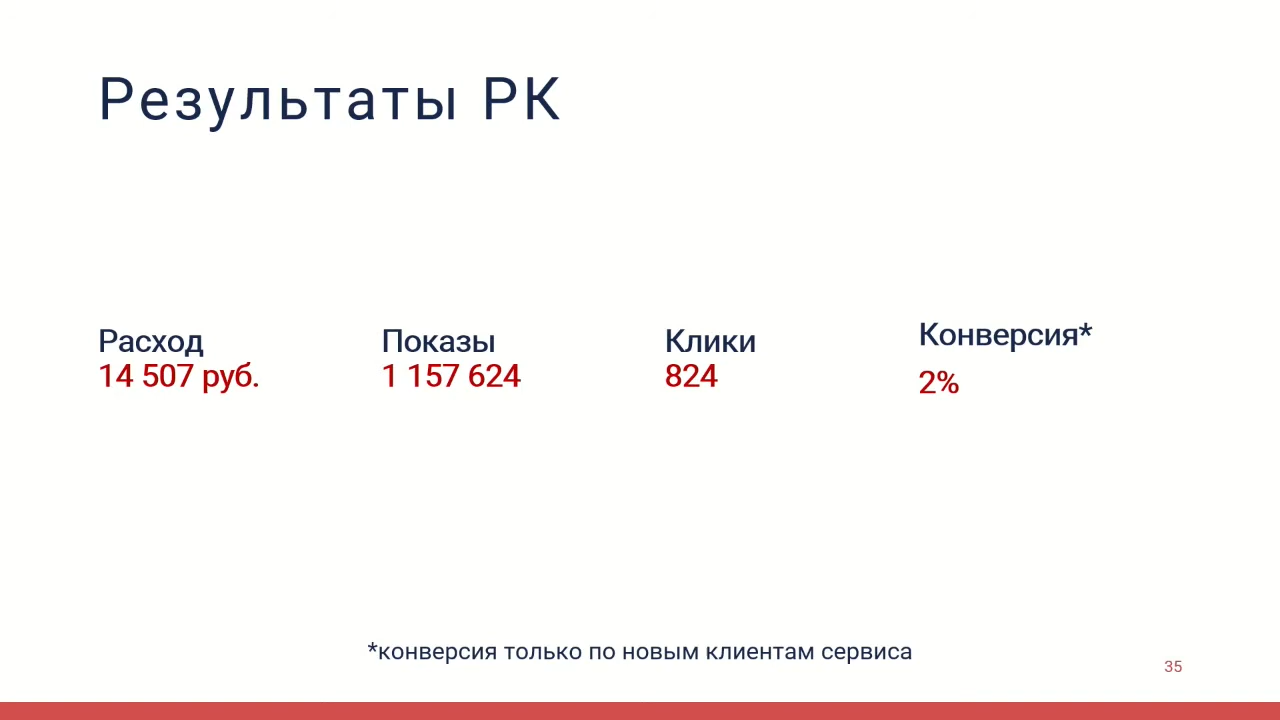 Результаты РК
Расход
14 507 руб.
Показы
1 157 624
Клики
824
Конверсия*
2%
*конверсия только по новым клиентам сервиса
35